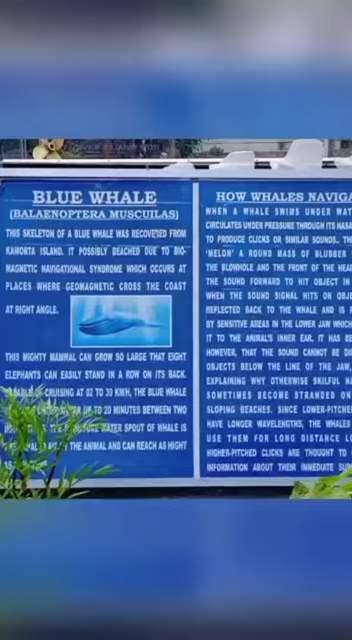 BLUE WHALE
(BALAENOPTERA MUSCUILAS)
THIS SKELETON OF A BLUE WHALE WAS RECOVERED FROM
KAMORTA ISLAND. IT POSSIBLY BEACHED DUE TO BIO-
MAGNETIC NAVIGATIONAL SYNDROME WHICH OCCURS AT
PLACES WHERE GEOMAGNETIC CROSS THE COAST
AT RIGHT ANGLE.
THIS MIGHTY MAMMAL CAN GROW SO LARGE THAT EIGHT
ELEPHANTS CAN EASILY STAND IN A ROW ON ITS BACK.
CRUISING AT 02 TO 30 KMH, THE BLUE WHALE
UP TO 20 MINUTES BETWEEN TWO
WATER SPOUT OF WHALE IS
THE ANIMAL AND CAN REACH AS HIGHT
AS
HOW WHALES NAVIGA
WHEN A WHALE SWIMS UNDER WAT
CIRCULATES UNDER PRESSURE THROUGH ITS NASA
TO PRODUCE CLICKS OR SIMILAR SOUNDS. TH
'MELON' A ROUND MASS OF BLUBBER
THE BLOWHOLE AND THE FRONT OF THE HEA
THE SOUND FORWARD TO HIT OBJECT IN
WHEN THE SOUND SIGNAL HITS ON OBJE
REFLECTED BACK TO THE WHALE AND IS
BY SENSITIVE AREAS IN THE LOWER JAW WHICH
IT TO THE ANIMAL'S INNER EAR. IT HAS BE
HOWEVER, THAT THE SOUND CANNOT BE DI
OBJECTS BELOW THE LINE OF THE JAW,
EXPLAINING WHY OTHERWISE SKILFUL NA
SOMETIMES BECOME STRANDED ON
SLOPING BEACHES. SINCE LOWER-PITCHED
HAVE LONGER WAVELENGTHS, THE WHALES
USE THEM FOR LONG DISTANCE LO
HIGHER-PITCHED CLICKS ARE THOUGHT TO
INFORMATION ABOUT THEIR IMMEDIATE SUR